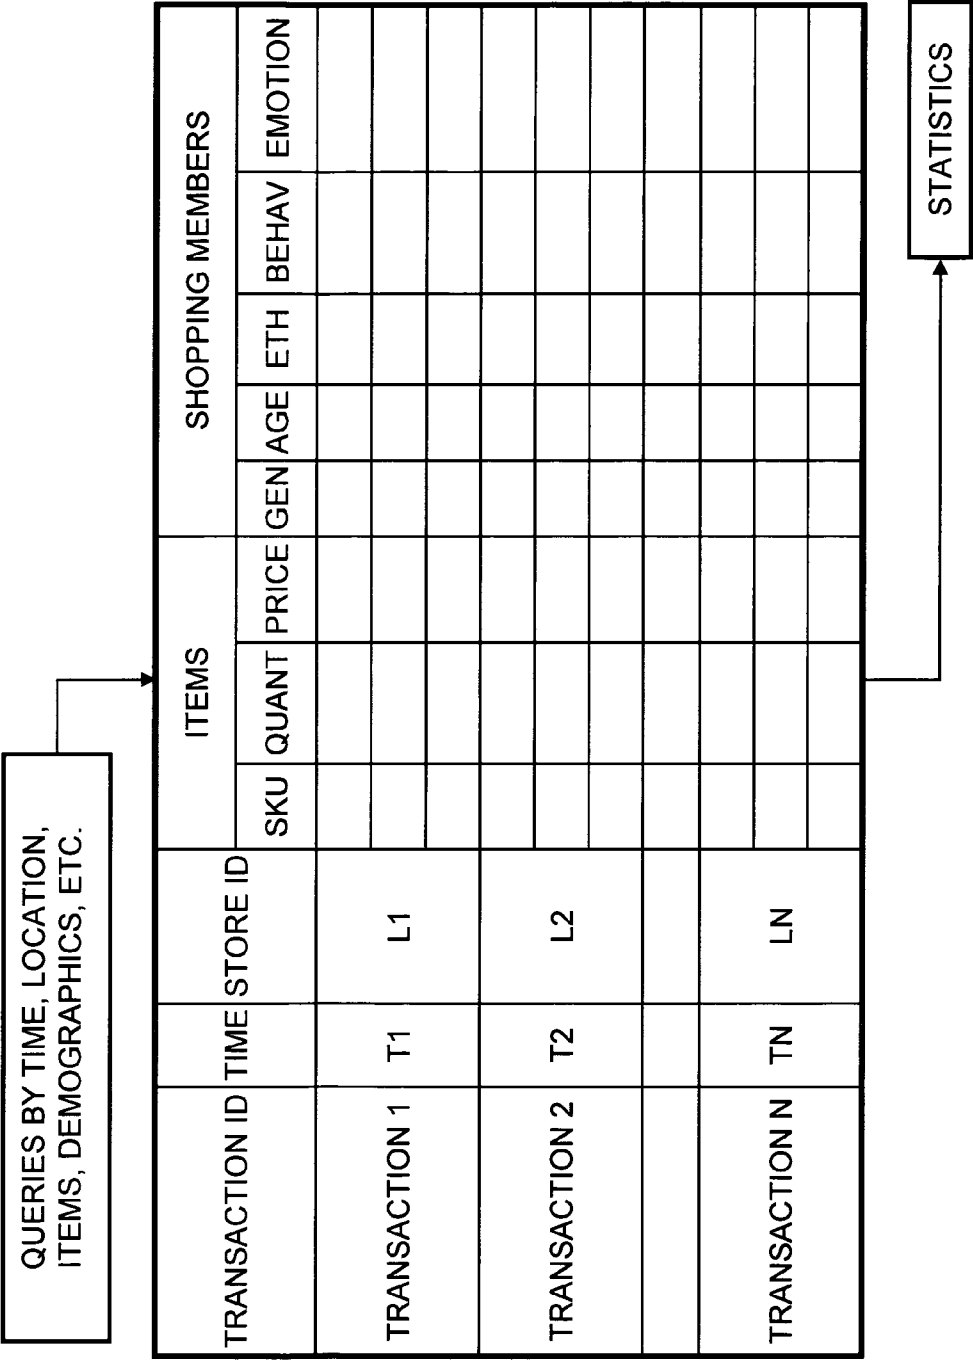 QUERIES BY TIME, LOCATION,
ITEMS, DEMOGRAPHICS, ETC.
TRANSACTION ID TIME STORE ID ITEMS SHOPPING MEMBERS
SKU QUANT PRICE GEN AGE ETH BEHAV EMOTION
TRANSACTION 1 T1 L1
TRANSACTION 2 T2 L2
TRANSACTION N TN LN
STATISTICS